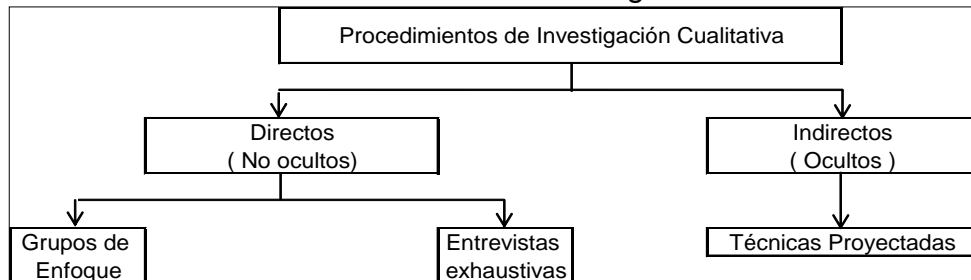 Procedimientos de Investigación Cualitativa
Directos
( No ocultos)
Indirectos
( Ocultos )
Grupos de
Enfoque
Entrevistas
exhaustivas
Técnicas Proyectadas